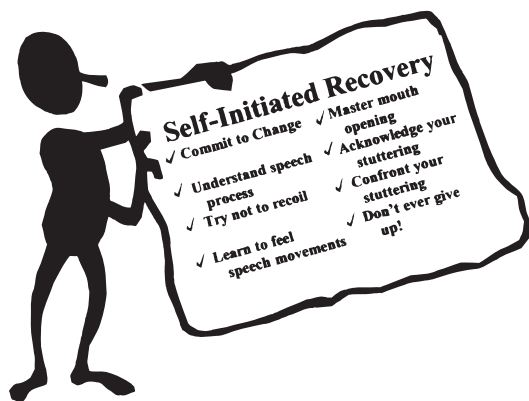 Self-Initiated Recovery
✓ Commit to Change
✓ Understand speech
process
✓ Try not to recoil
✓ Learn to feel
speech movements
✓ Master mouth
opening
✓ Acknowledge your
stuttering
✓ Confront your
stuttering
✓ Don't ever give
up!